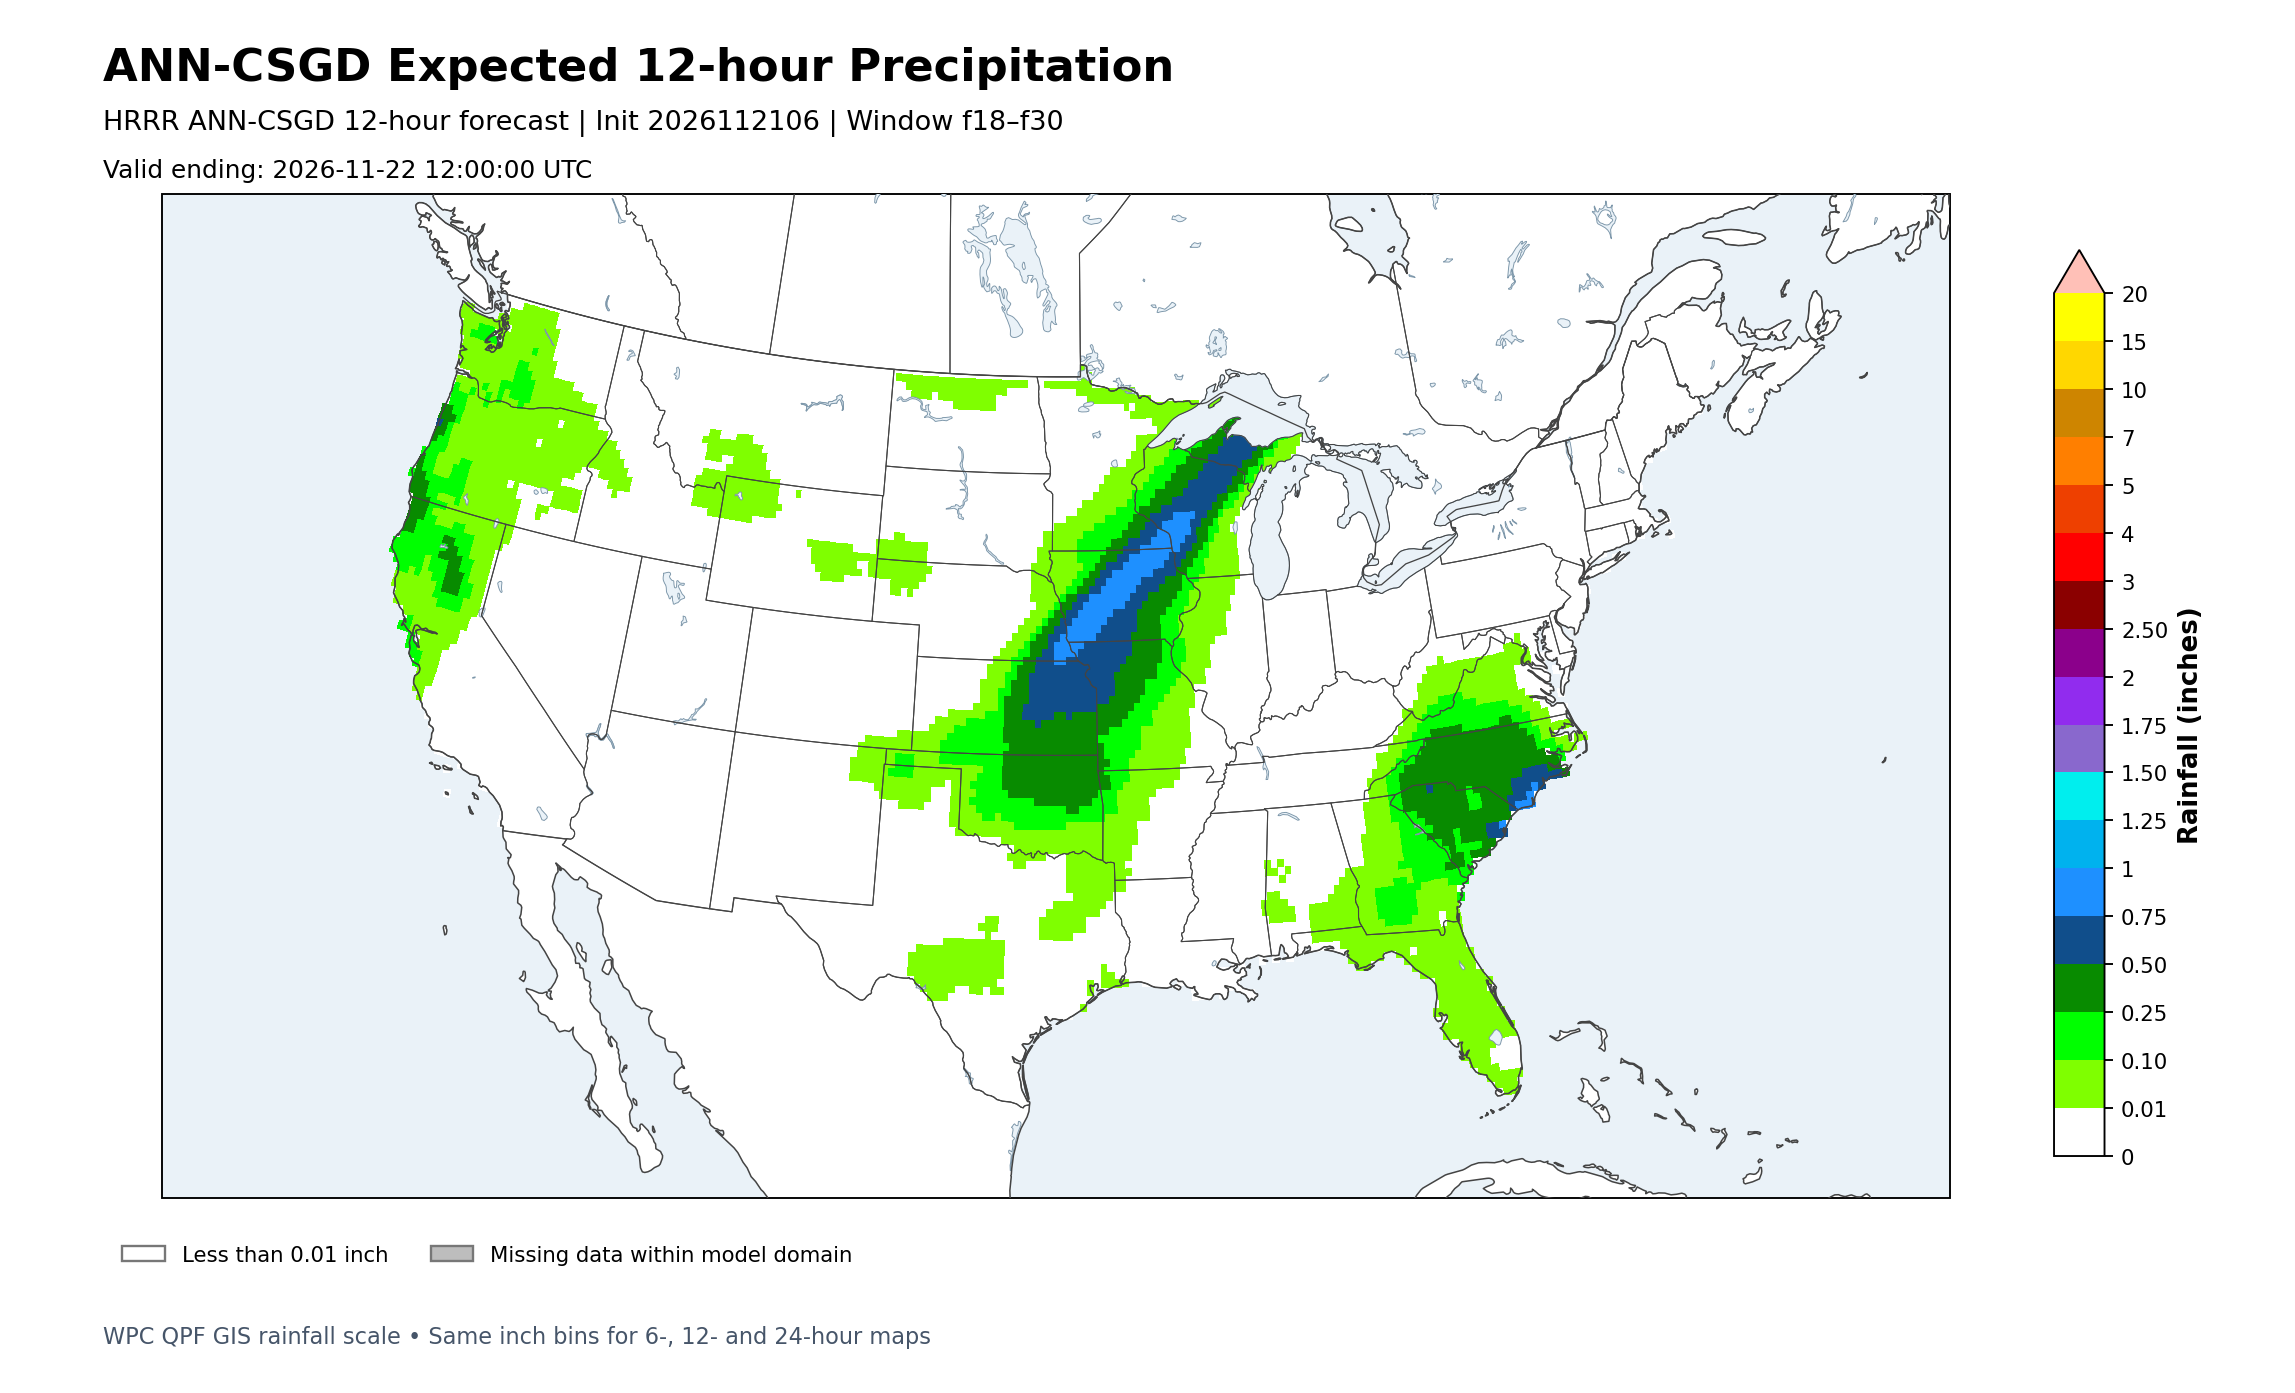 ANN-CSGD Expected 12-hour Precipitation
HRRR ANN-CSGD 12-hour forecast | Init 2026112106 | Window f18–f30
Valid ending: 2026-11-22 12:00:00 UTC
20
15
10
7
5
4
3
2.50
2
1.75
1.50
1.25
1
0.75
0.50
0.25
0.10
0.01
0
Rainfall (inches)
Less than 0.01 inch
Missing data within model domain
WPC QPF GIS rainfall scale • Same inch bins for 6-, 12- and 24-hour maps